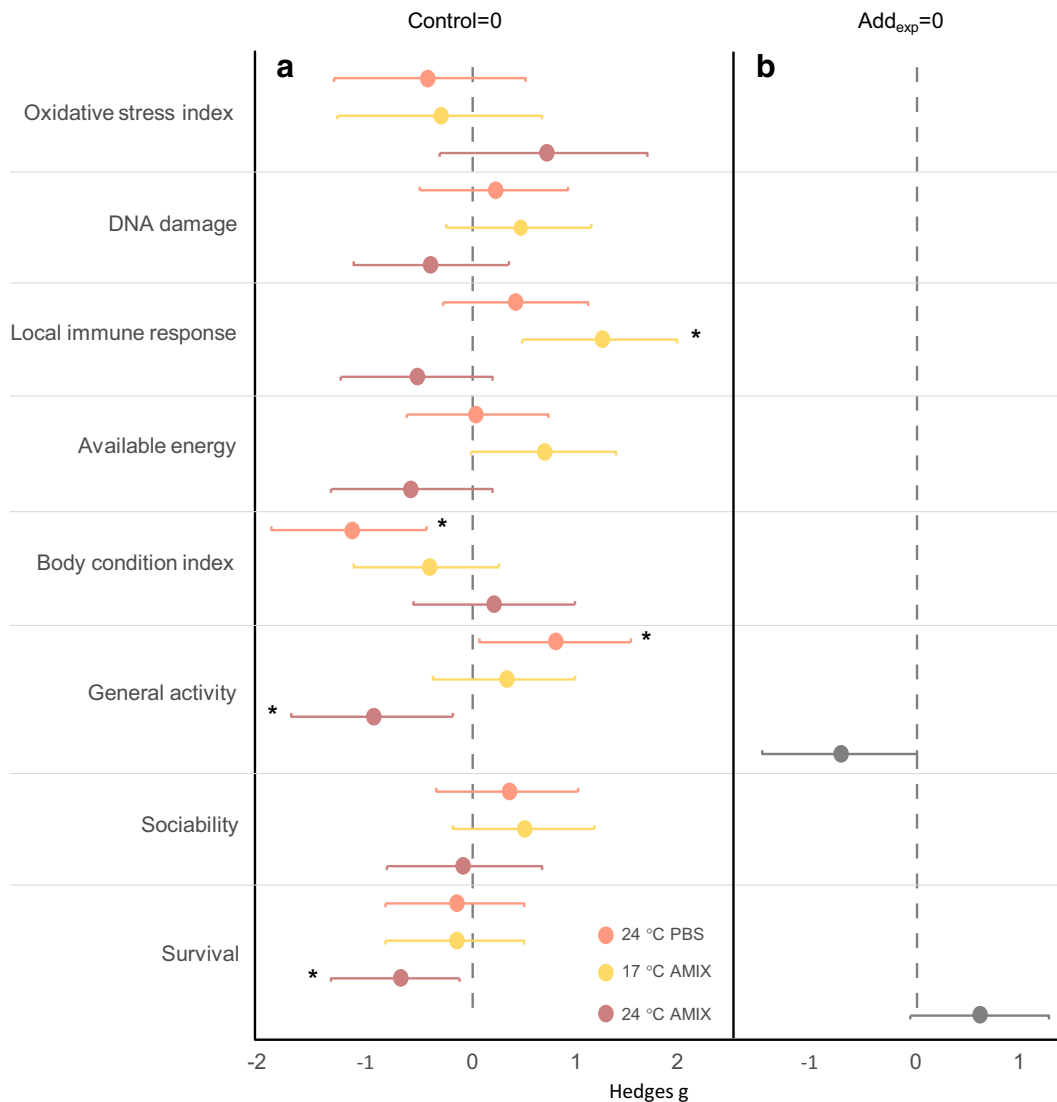 Control=0 Addexp=0
a b
Oxidative stress index
DNA damage
Local immune response *
Available energy
Body condition index *
General activity *
*
Sociability
Survival
*
24 °C PBS
17 °C AMIX
24 °C AMIX
-2 -1 0 1 2 -1 0 1
Hedges g